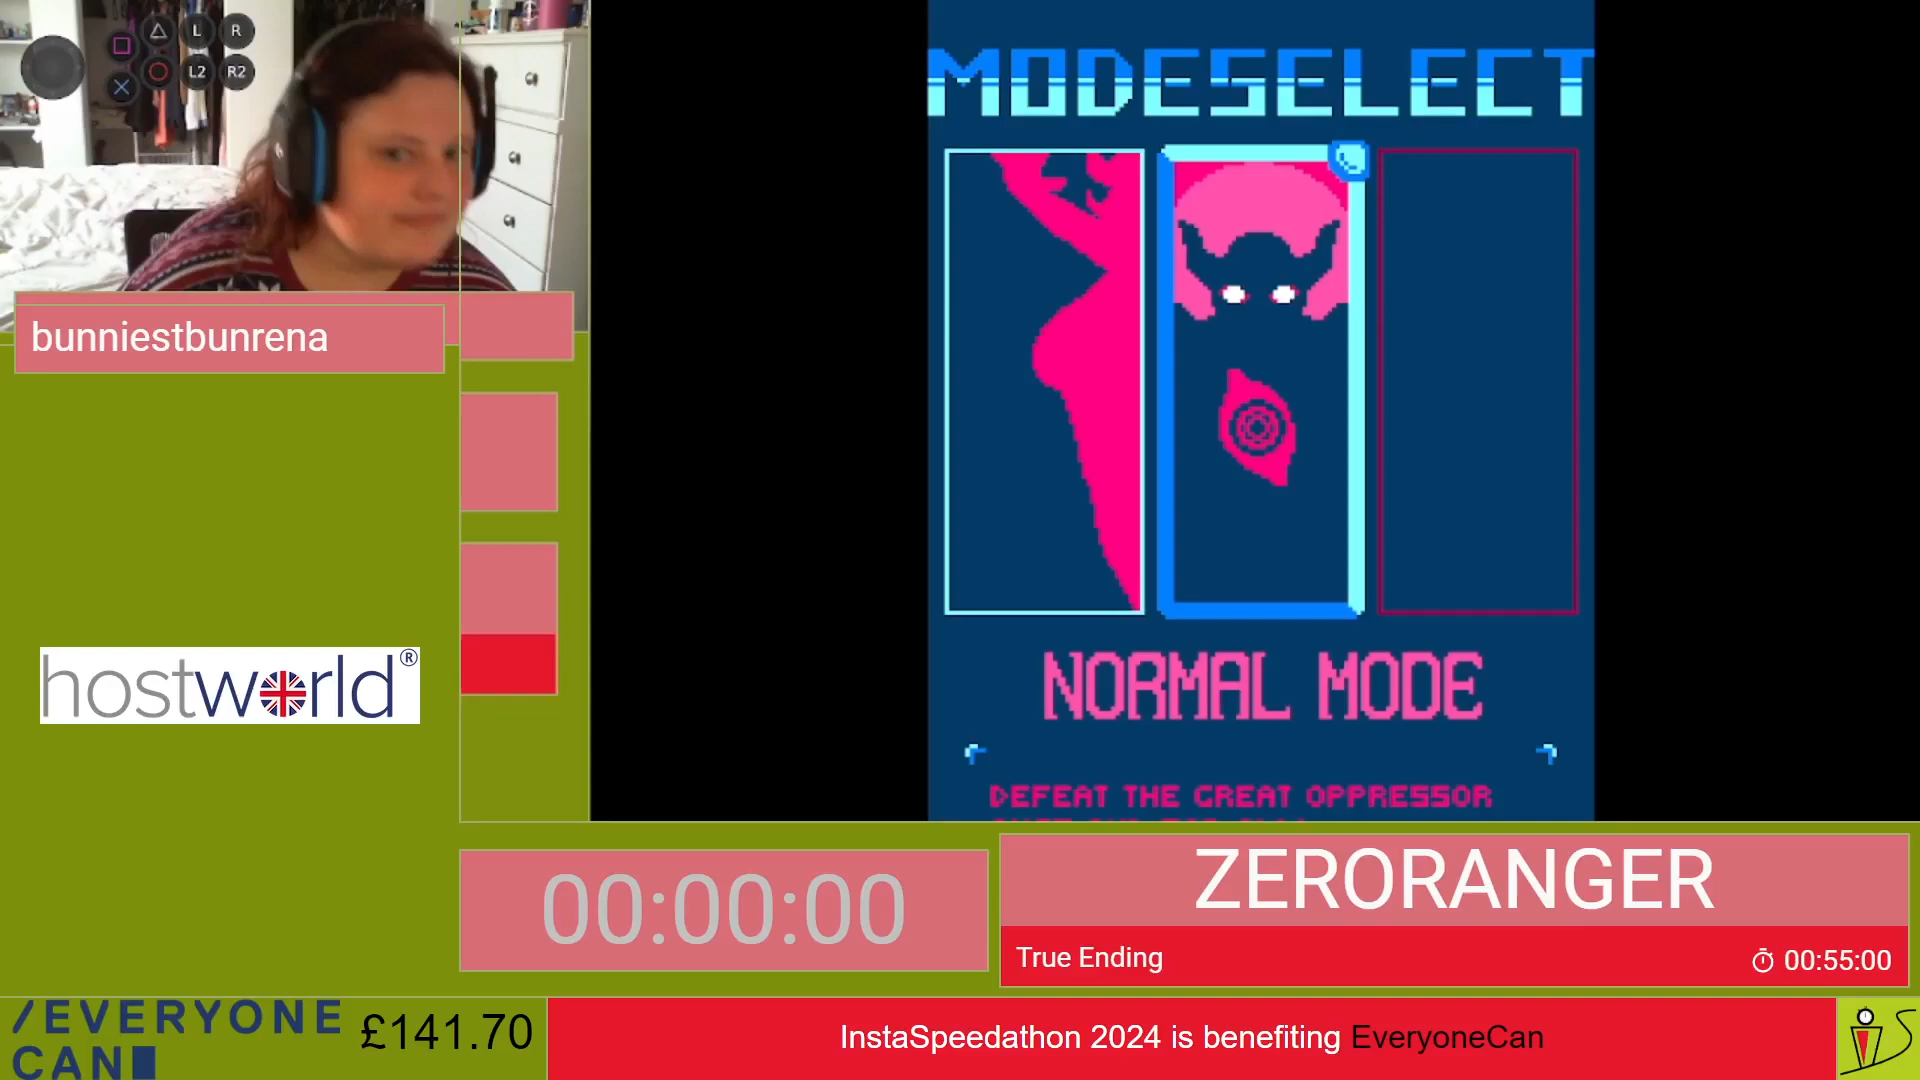 L R
L2 R2
MODESELECT
bunniestbunrena
hostworld®
NORMAL MODE
DEFEAT THE GREAT OPPRESSOR
00:00:00
ZERORANGER
True Ending
00:55:00
/EVERYONE
CAN
£141.70
InstaSpeedathon 2024 is benefiting EveryoneCan